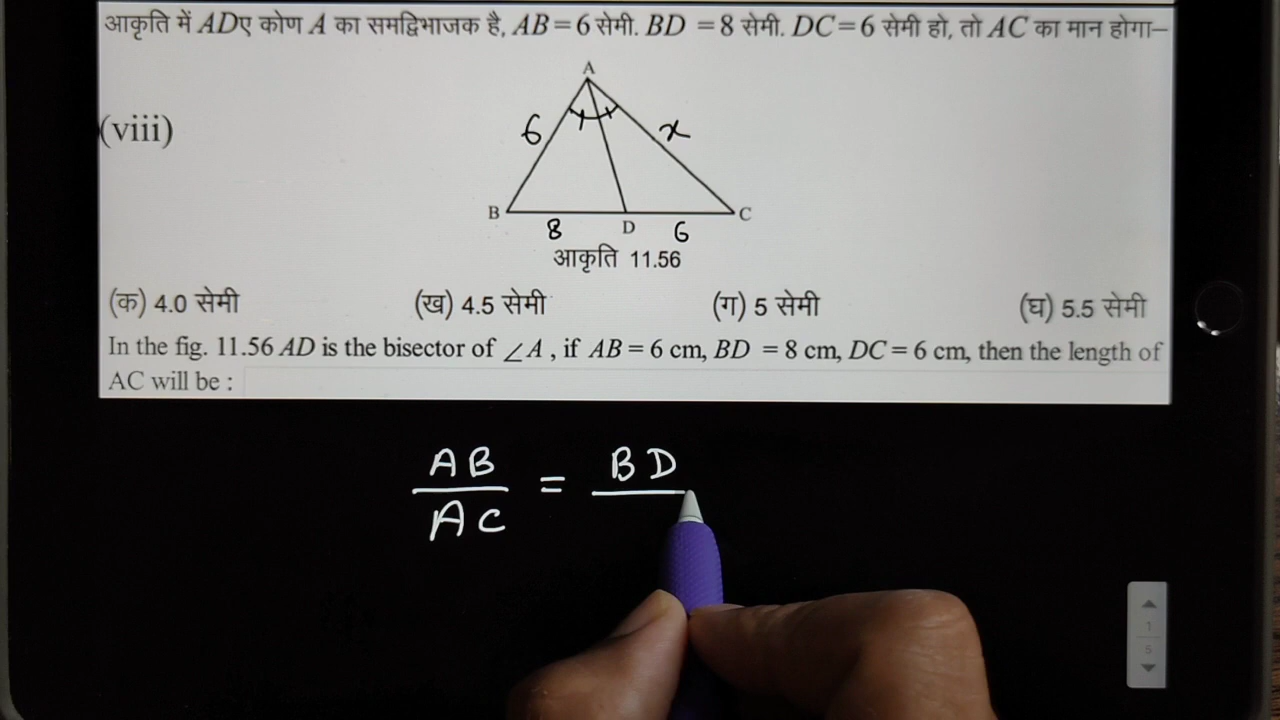 आकृति में ADए कोण A का समद्विभाजक है, AB = 6 सेमी. BD = 8 सेमी. DC = 6 सेमी हो, तो AC का मान होगा–
A
(viii)
6
x
B
C
8
D
6
आकृति 11.56
(क) 4.0 सेमी (ख) 4.5 सेमी (ग) 5 सेमी (घ) 5.5 सेमी
In the fig. 11.56 AD is the bisector of ∠A , if AB = 6 cm, BD = 8 cm, DC = 6 cm, then the length of
AC will be :
AB/AC = BD
1
5